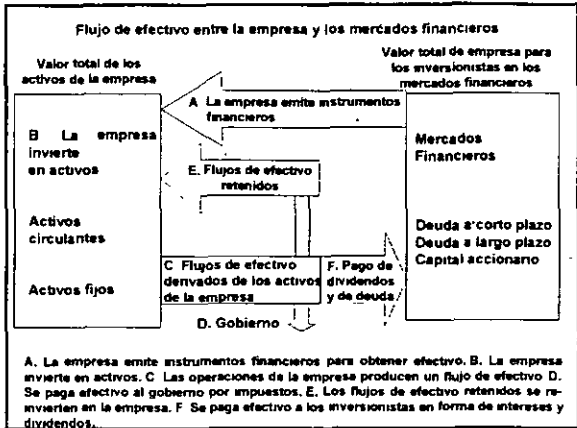 Flujo de efectivo entre la empresa y los mercados financieros
Valor total de los
activos de la empresa
Valor total de empresa para
los inversionistas en los
mercados financieros
A La empresa emite instrumentos
financieros
B La empresa
invierte
en activos
Mercados
Financieros
E. Flujos de efectivo
retenidos
Activos
circulantes
Deuda a corto plazo
Deuda a largo plazo
Capital accionario
Activos fijos
C Flujos de efectivo
derivados de los activos
de la empresa
F. Pago de
dividendos
y de deuda
D. Gobierno
A. La empresa emite instrumentos financieros para obtener efectivo. B. La empresa
invierte en activos. C Las operaciones de la empresa producen un flujo de efectivo D.
Se paga efectivo al gobierno por impuestos. E. Los flujos de efectivo retenidos se re-
invierten en la empresa. F Se paga efectivo a los inversionistas en forma de intereses y
dividendos.